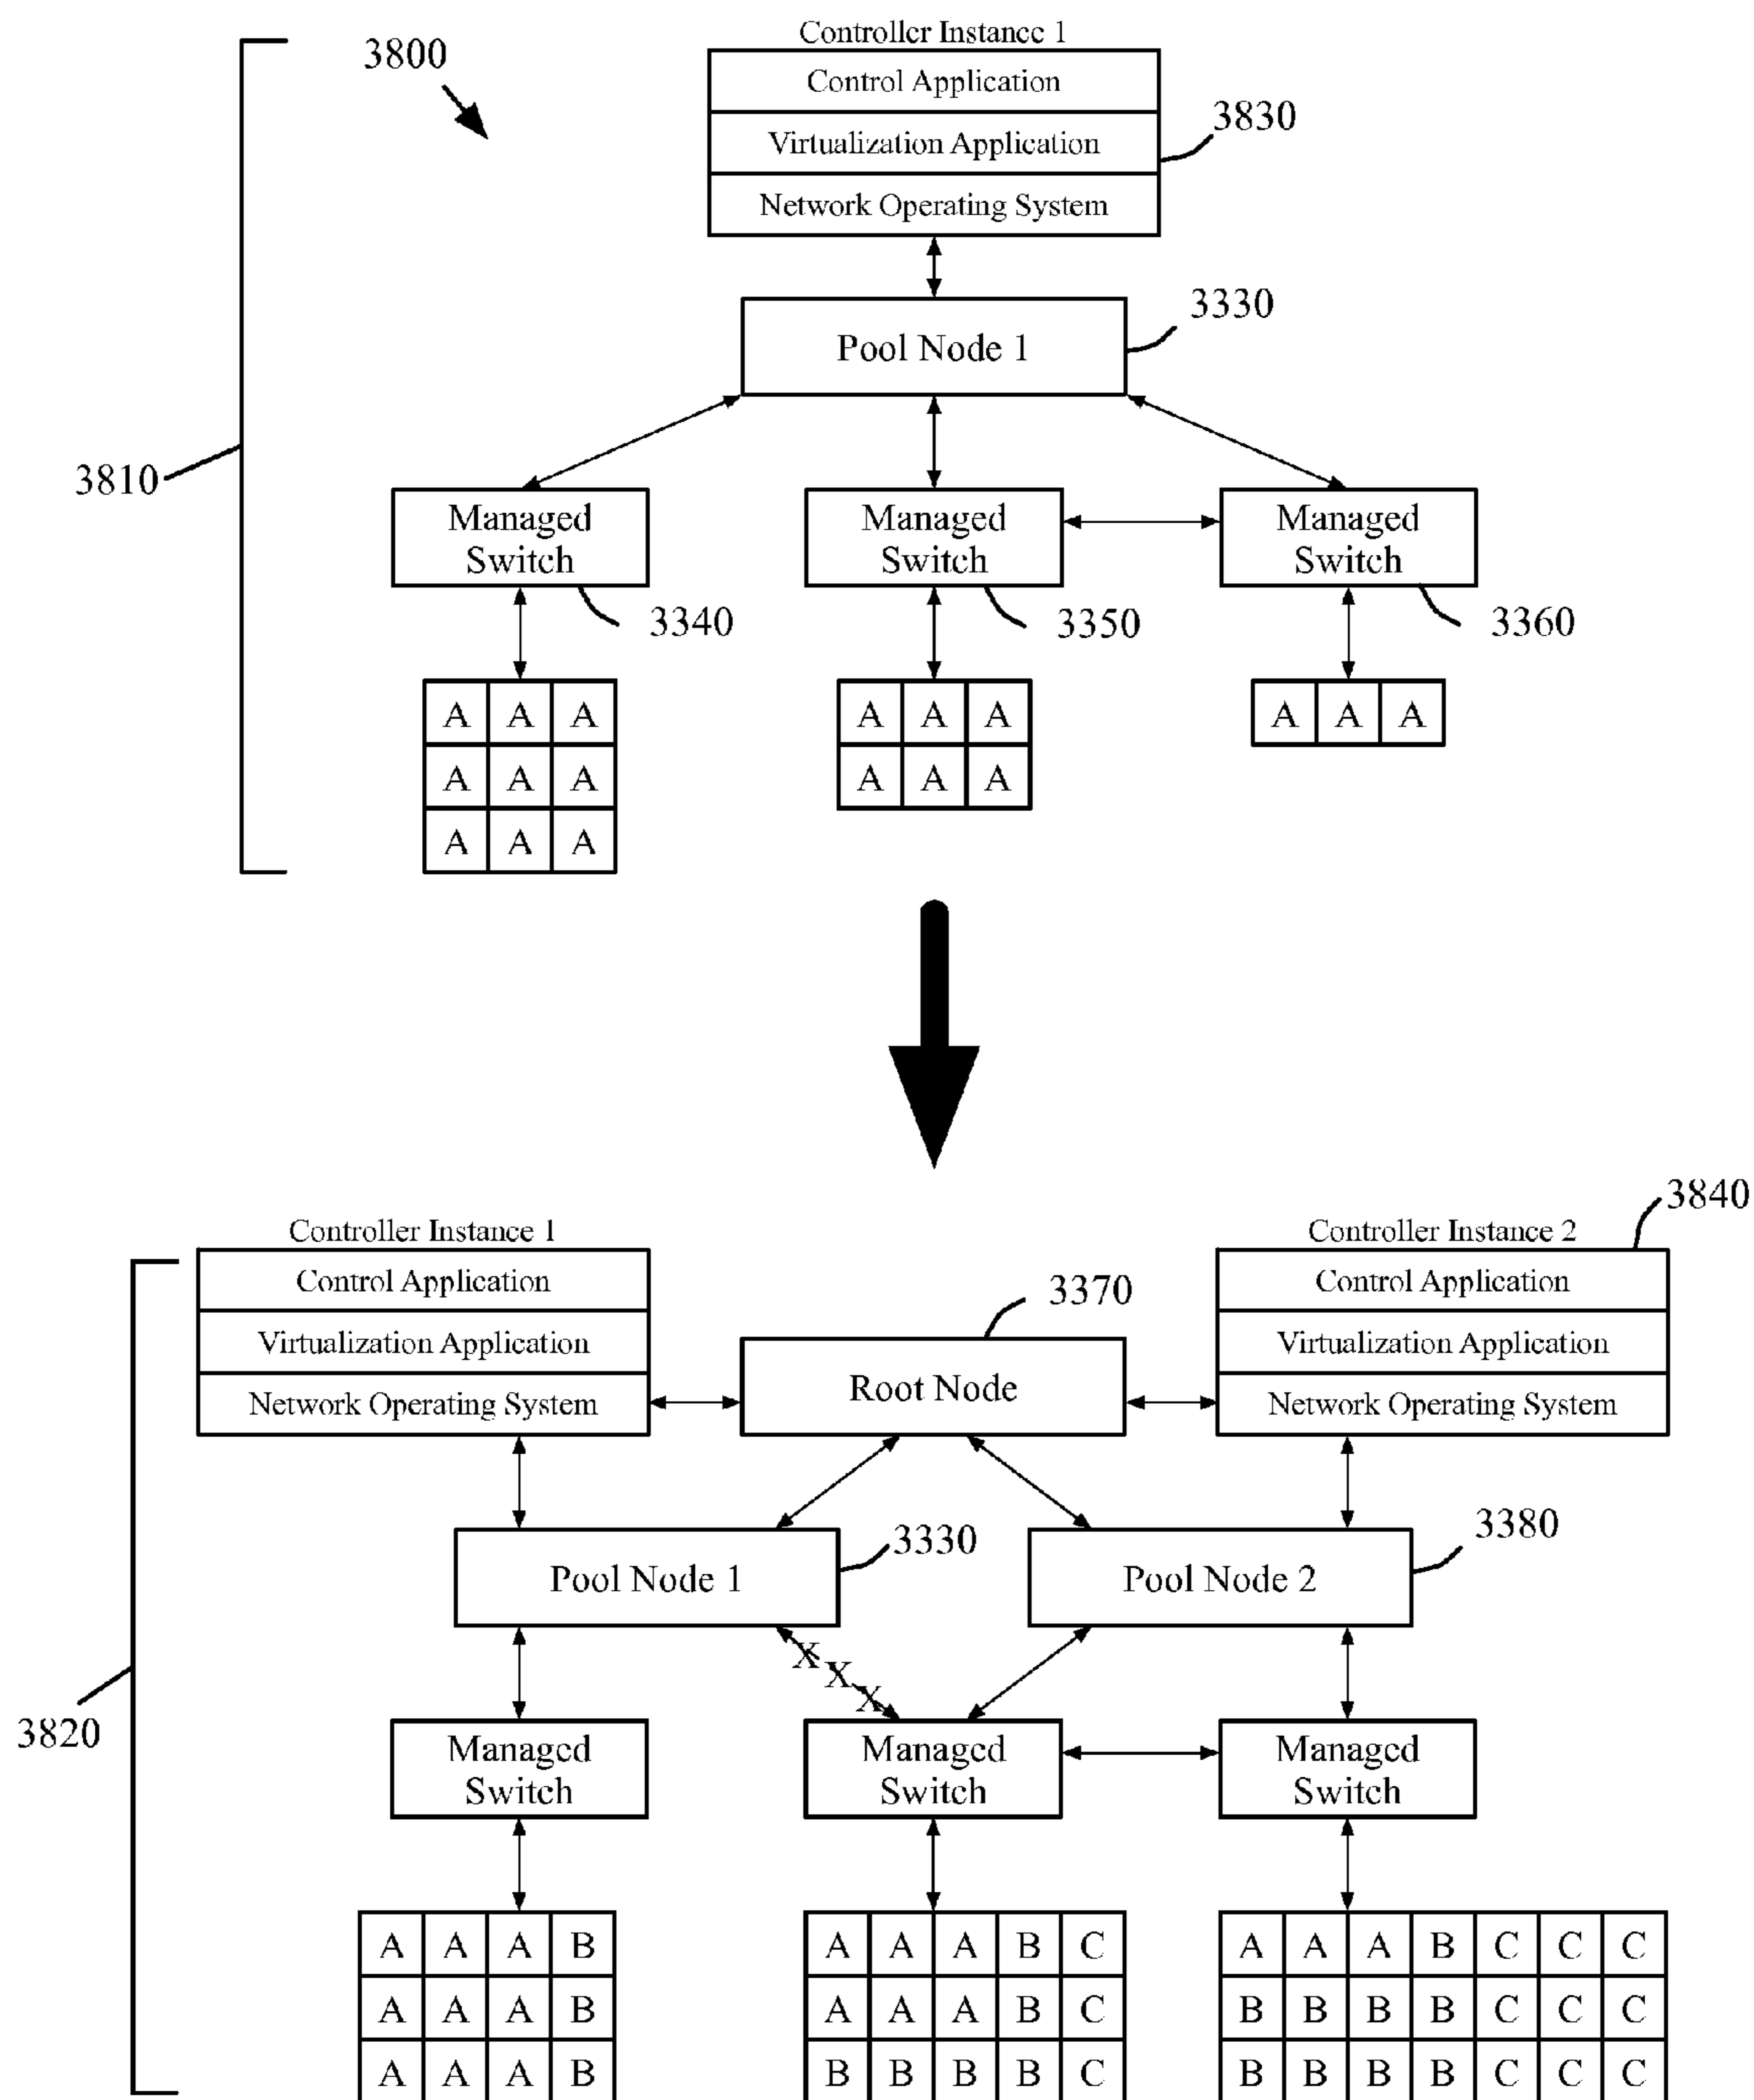 Controller Instance 1
3800
Control Application
3830
Virtualization Application
Network Operating System
3330
Pool Node 1
3810
Managed Switch
Managed Switch
Managed Switch
3340
3350
3360
A A A
A A A
A A A
A A A
A A A
A A A
3840
Controller Instance 1
Controller Instance 2
Control Application
Control Application
3370
Virtualization Application
Virtualization Application
Root Node
Network Operating System
Network Operating System
3330
3380
Pool Node 1
Pool Node 2
X
X
X
3820
Managed Switch
Managed Switch
Managed Switch
A A A B
A A A B C
A A A B C C C
A A A B
A A A B C
B B B B C C C
A A A B
B B B B C
B B B B C C C